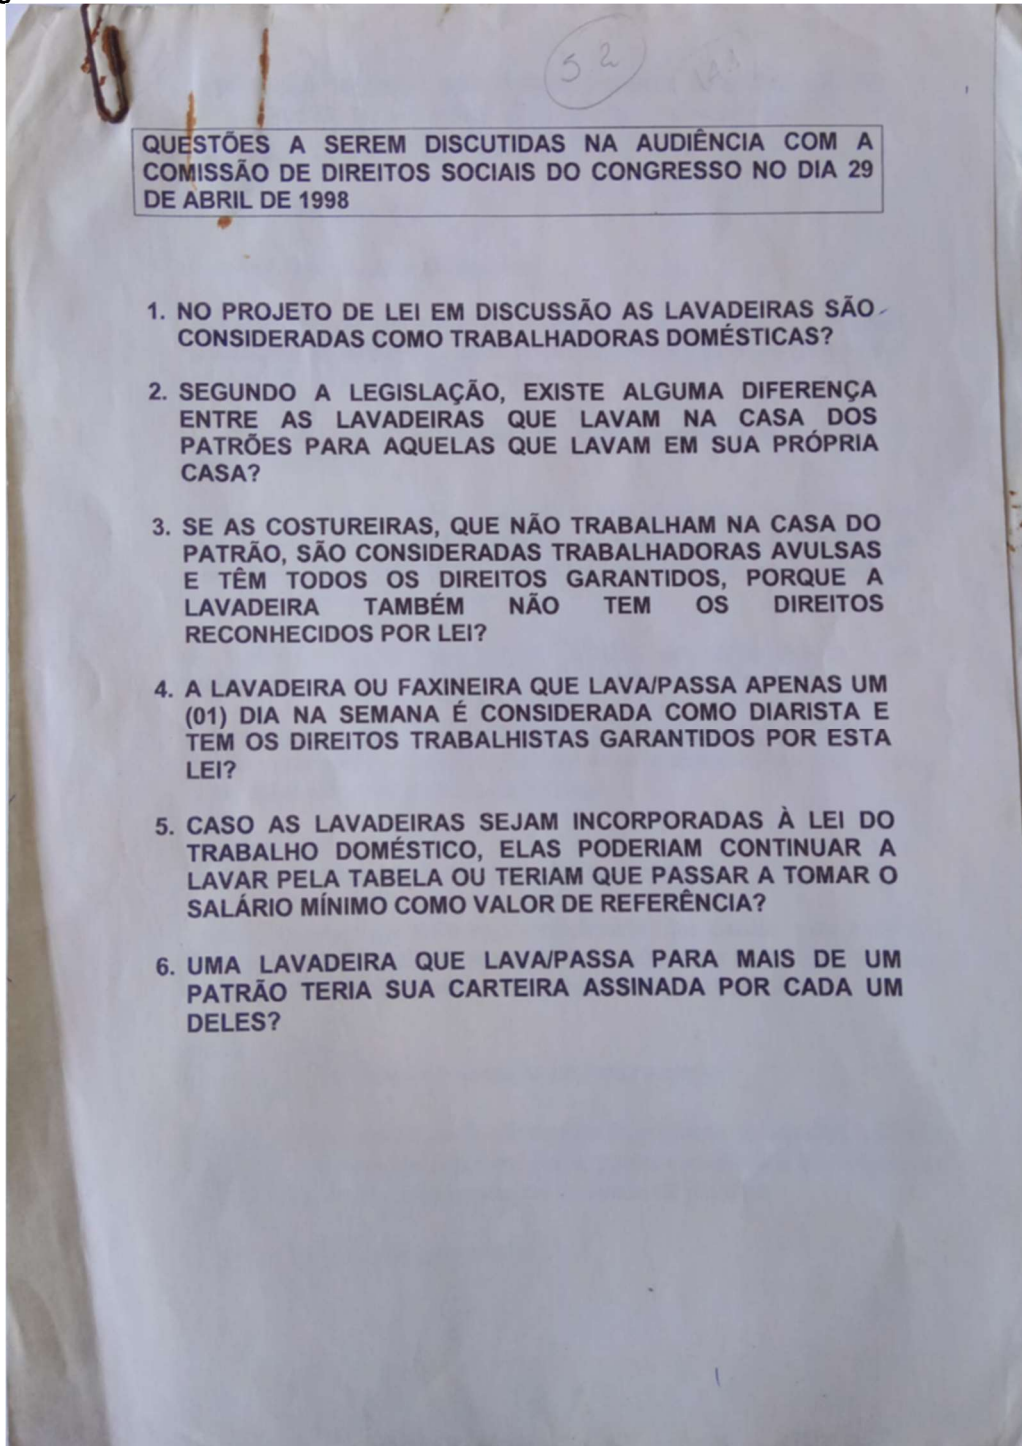 52
QUESTÕES A SEREM DISCUTIDAS NA AUDIÊNCIA COM A
COMISSÃO DE DIREITOS SOCIAIS DO CONGRESSO NO DIA 29
DE ABRIL DE 1998
1. NO PROJETO DE LEI EM DISCUSSÃO AS LAVADEIRAS SÃO
CONSIDERADAS COMO TRABALHADORAS DOMÉSTICAS?
2. SEGUNDO A LEGISLAÇÃO, EXISTE ALGUMA DIFERENÇA
ENTRE AS LAVADEIRAS QUE LAVAM NA CASA DOS
PATRÕES PARA AQUELAS QUE LAVAM EM SUA PRÓPRIA
CASA?
3. SE AS COSTUREIRAS, QUE NÃO TRABALHAM NA CASA DO
PATRÃO, SÃO CONSIDERADAS TRABALHADORAS AVULSAS
E TÊM TODOS OS DIREITOS GARANTIDOS, PORQUE A
LAVADEIRA TAMBÉM NÃO TEM OS DIREITOS
RECONHECIDOS POR LEI?
4. A LAVADEIRA OU FAXINEIRA QUE LAVA/PASSA APENAS UM
(01) DIA NA SEMANA É CONSIDERADA COMO DIARISTA E
TEM OS DIREITOS TRABALHISTAS GARANTIDOS POR ESTA
LEI?
5. CASO AS LAVADEIRAS SEJAM INCORPORADAS À LEI DO
TRABALHO DOMÉSTICO, ELAS PODERIAM CONTINUAR A
LAVAR PELA TABELA OU TERIAM QUE PASSAR A TOMAR O
SALÁRIO MÍNIMO COMO VALOR DE REFERÊNCIA?
6. UMA LAVADEIRA QUE LAVA/PASSA PARA MAIS DE UM
PATRÃO TERIA SUA CARTEIRA ASSINADA POR CADA UM
DELES?